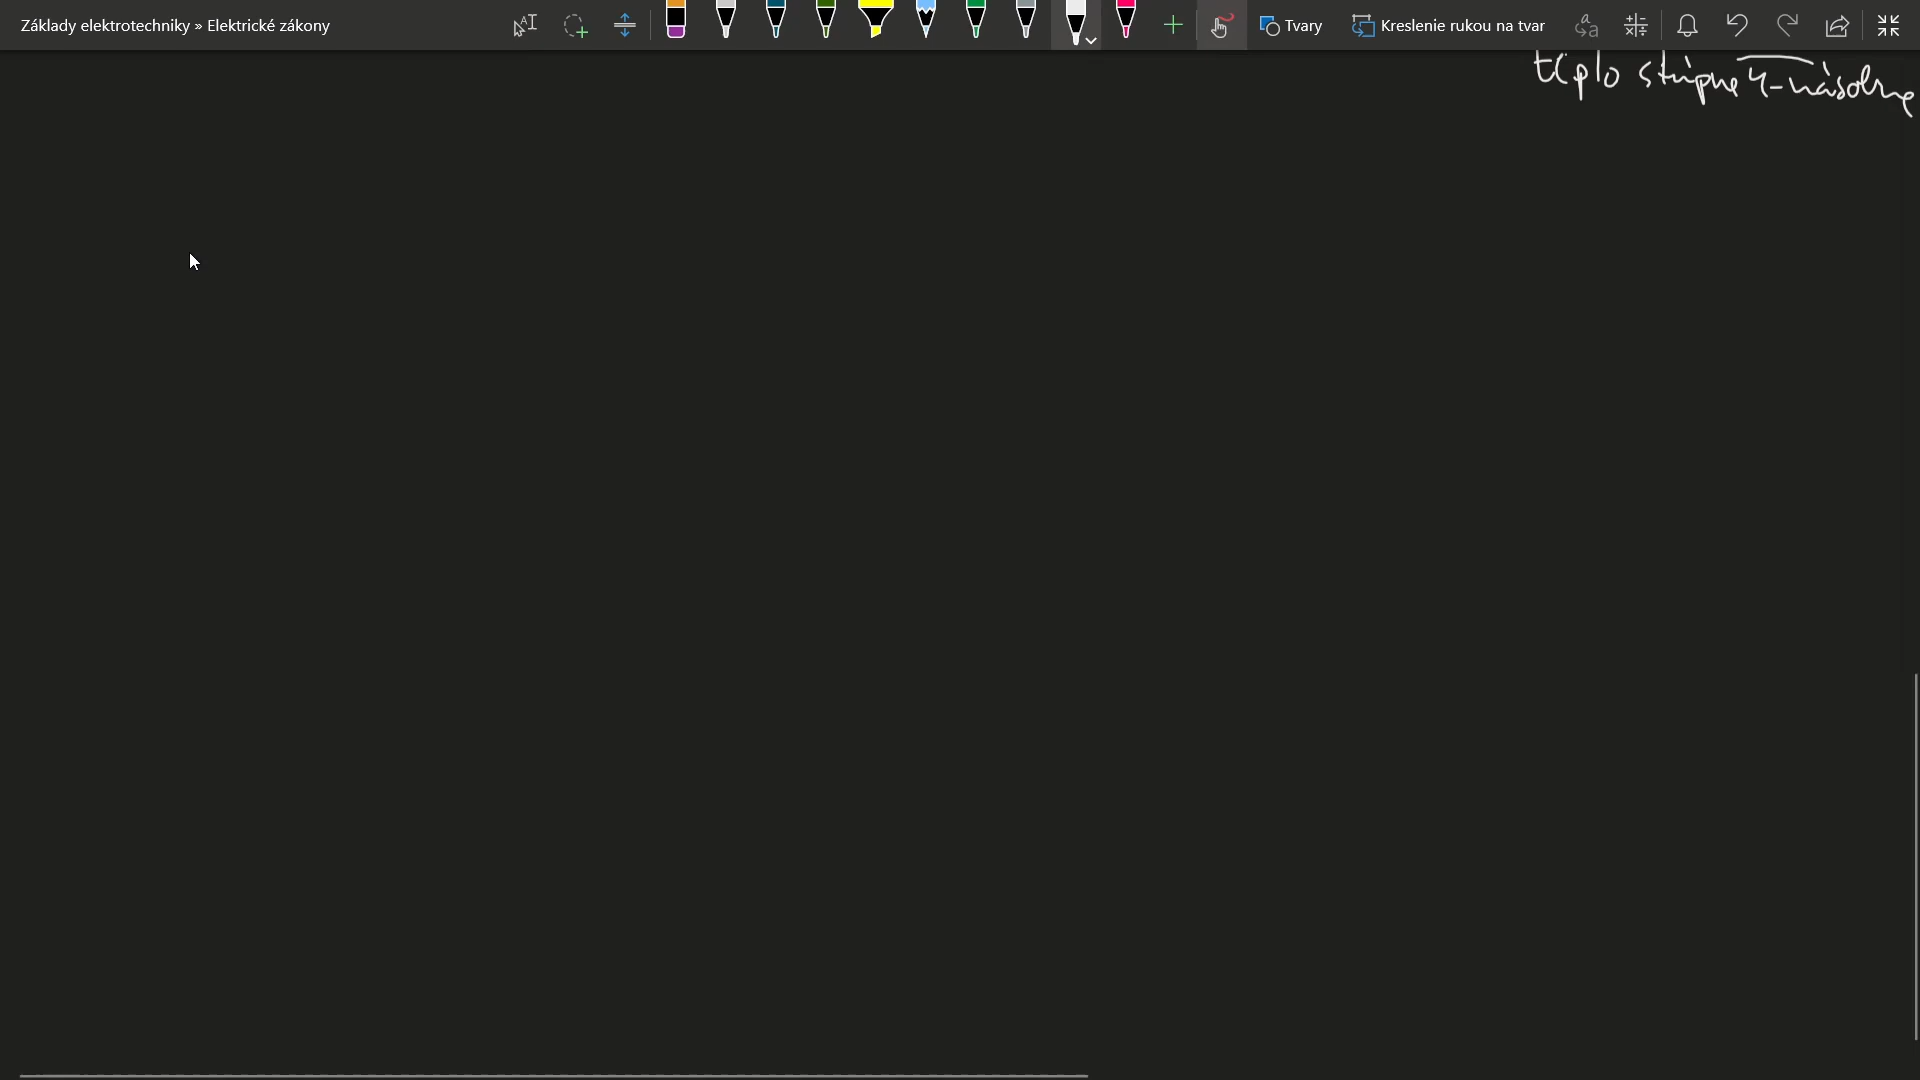 Základy elektrotechniky » Elektrické zákony
Tvary
Kreslenie rukou na tvar
teplo stúpne 4-násobne